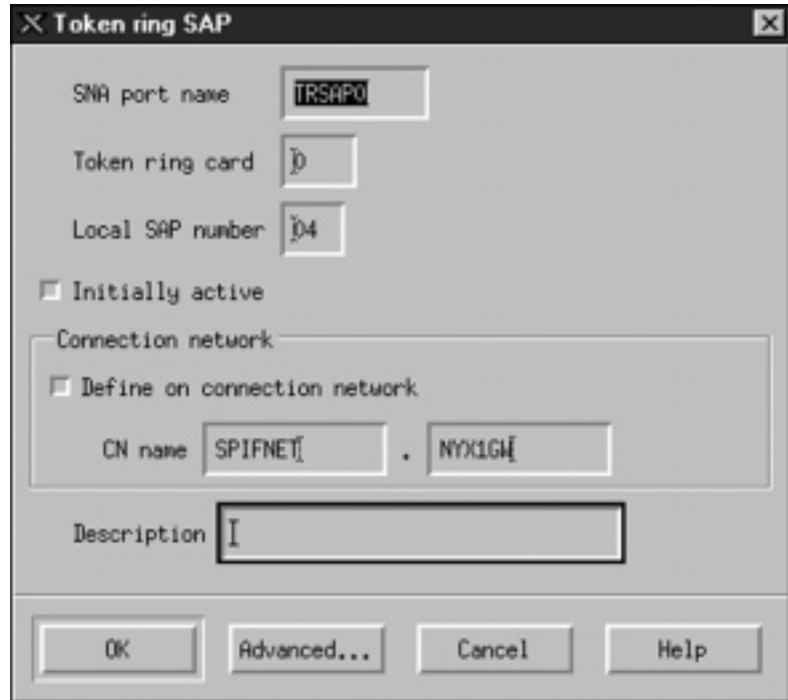 Token ring SAP
SNA port name TRSAP0
Token ring card 0
Local SAP number 04
Initially active
Connection network
Define on connection network
CN name SPIFNET . NYX1GW
Description
OK Advanced... Cancel Help